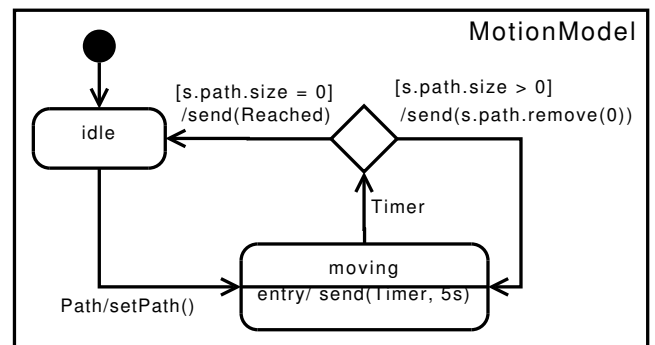 MotionModel
[s.path.size = 0]
/send(Reached)
[s.path.size > 0]
/send(s.path.remove(0))
idle
Timer
moving
entry/ send(Timer, 5s)
Path/setPath()